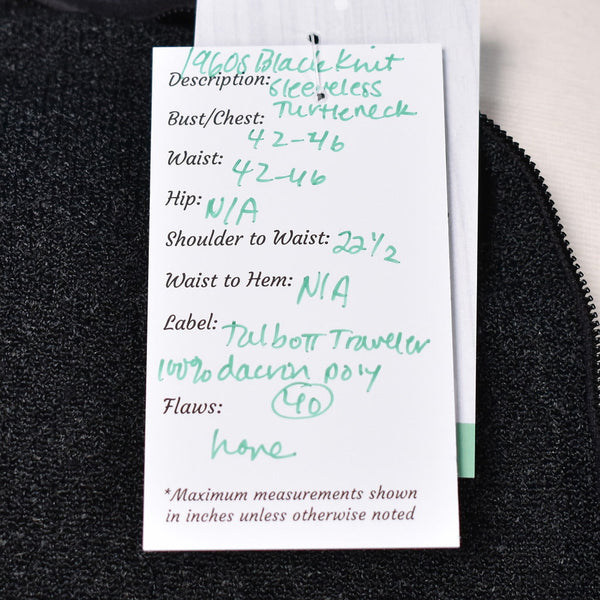 1960s Black Knit
Description: Sleeveless
Bust/Chest: Turtleneck
42-46
Waist: 42-46
Hip: N/A
Shoulder to Waist: 22 1/2
Waist to Hem: N/A
Label: Talbott Traveler
100% dacron poly
Flaws: 40
none
*Maximum measurements shown
in inches unless otherwise noted